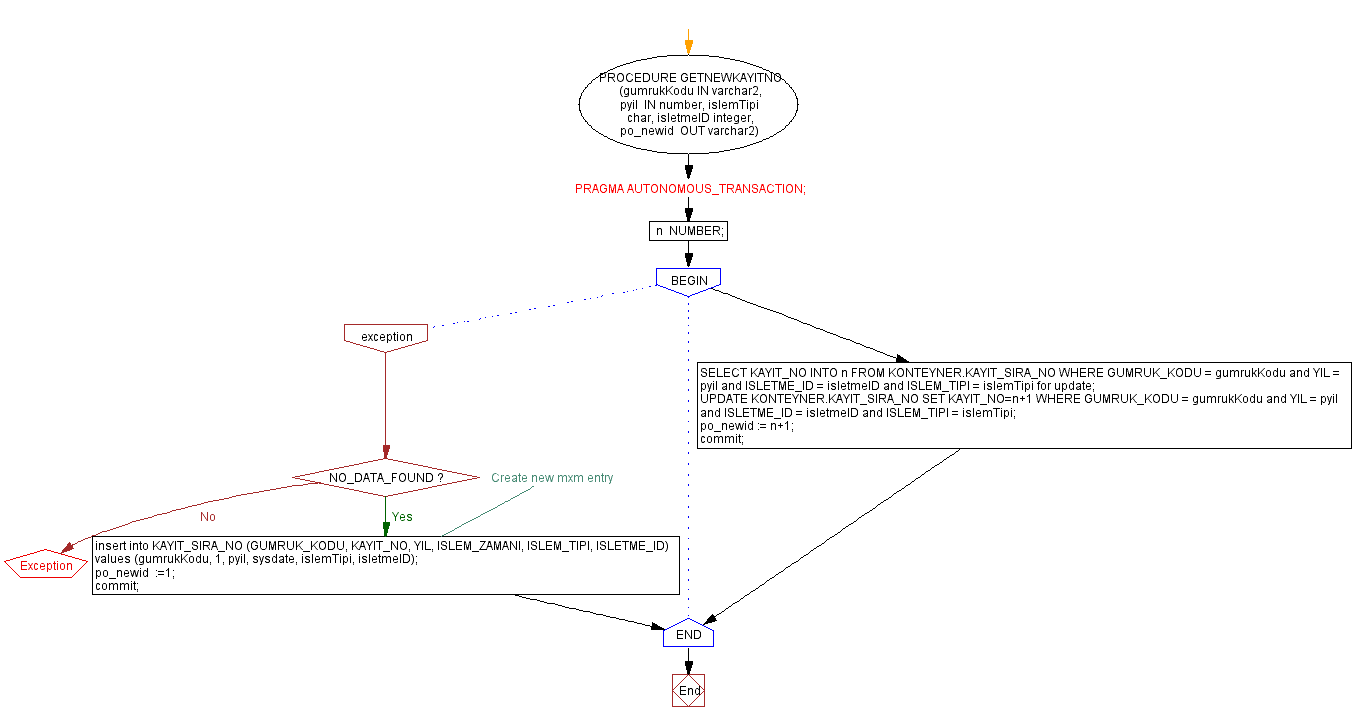 PROCEDURE GETNEWKAYITNO
(gumrukKodu IN varchar2,
pyil IN number, islemTipi
char, isletmeID integer,
po_newid OUT varchar2)
PRAGMA AUTONOMOUS_TRANSACTION;
n NUMBER;
BEGIN
exception
SELECT KAYIT_NO INTO n FROM KONTEYNER.KAYIT_SIRA_NO WHERE GUMRUK_KODU = gumrukKodu and YIL =
pyil and ISLETME_ID = isletmeID and ISLEM_TIPI = islemTipi for update;
UPDATE KONTEYNER.KAYIT_SIRA_NO SET KAYIT_NO=n+1 WHERE GUMRUK_KODU = gumrukKodu and YIL = pyil
and ISLETME_ID = isletmeID and ISLEM_TIPI = islemTipi;
po_newid := n+1;
commit;
NO_DATA_FOUND ?
Create new mxm entry
No
Yes
Exception
insert into KAYIT_SIRA_NO (GUMRUK_KODU, KAYIT_NO, YIL, ISLEM_ZAMANI, ISLEM_TIPI, ISLETME_ID)
values (gumrukKodu, 1, pyil, sysdate, islemTipi, isletmeID);
po_newid :=1;
commit;
END
End